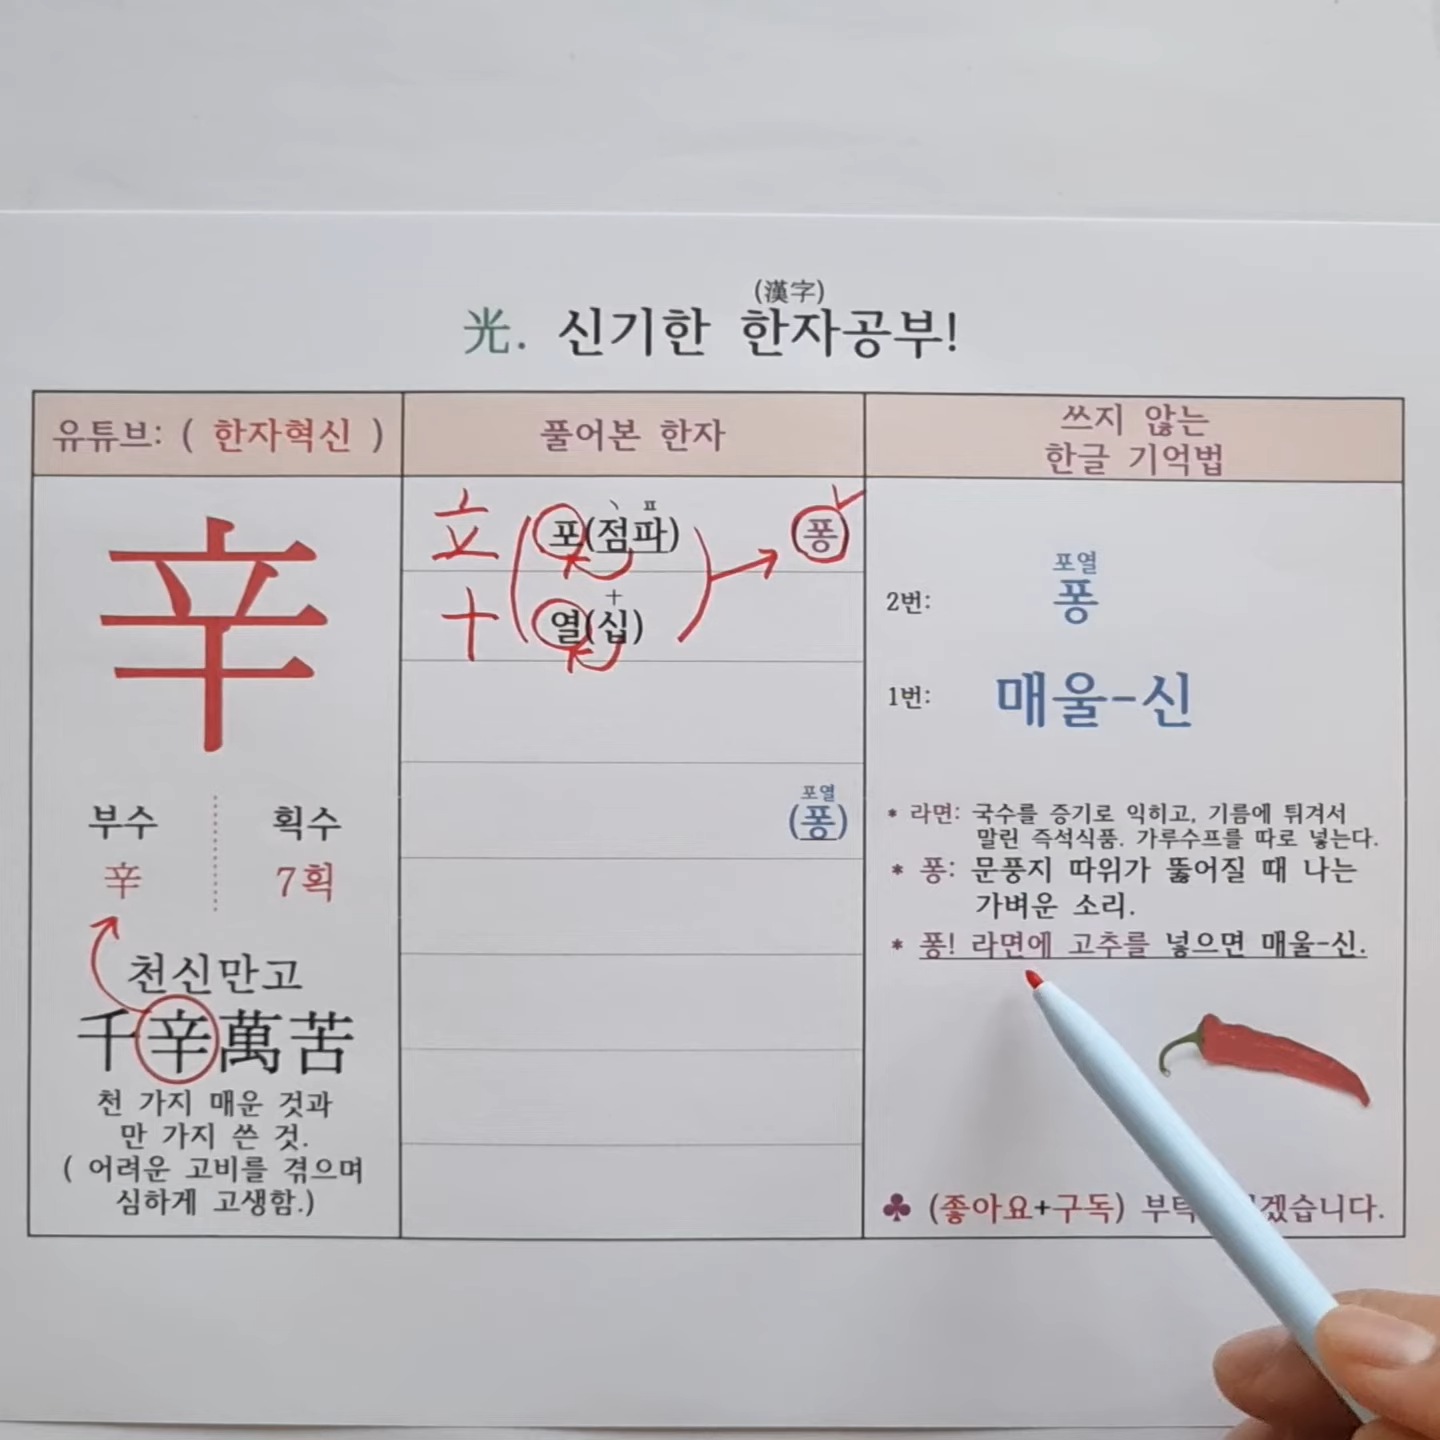 (漢字)
光. 신기한 한자공부!
유튜브: ( 한자혁신 )
풀어본 한자
쓰지 않는
한글 기억법
辛
부수
획수
辛
7획
천신만고
千辛萬苦
천 가지 매운 것과
만 가지 쓴 것.
( 어려운 고비를 겪으며
심하게 고생함.)
丶 ㅍ
立 포(점파) 퐁
十
十 열(십)
포열
(퐁)
포열
2번: 퐁
1번: 매울-신
* 라면: 국수를 증기로 익히고, 기름에 튀겨서
말린 즉석식품. 가루수프를 따로 넣는다.
* 퐁: 문풍지 따위가 뚫어질 때 나는
가벼운 소리.
* 퐁! 라면에 고추를 넣으면 매울-신.
♣ (좋아요+구독)